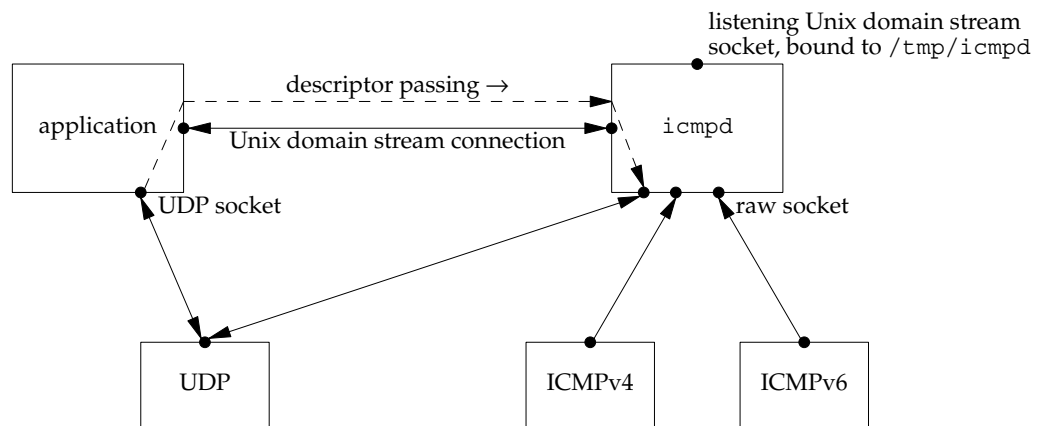 listening Unix domain stream
socket, bound to /tmp/icmpd
descriptor passing →
application
icmpd
Unix domain stream connection
UDP socket
raw socket
UDP
ICMPv4
ICMPv6